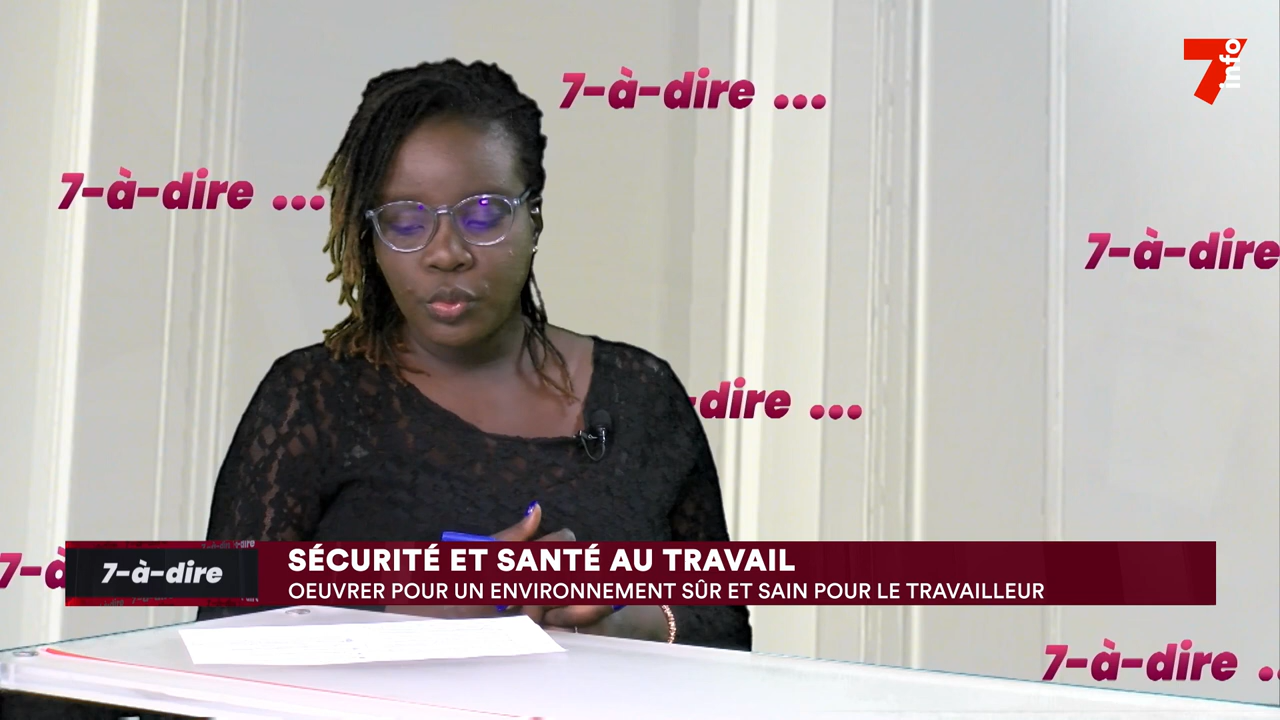 7-à-dire ...
7 info
7-à-dire ...
7-à-dire
-dire ...
7-à
7-à-dire
SÉCURITÉ ET SANTÉ AU TRAVAIL
OEUVRER POUR UN ENVIRONNEMENT SÛR ET SAIN POUR LE TRAVAILLEUR
7-à-dire ..